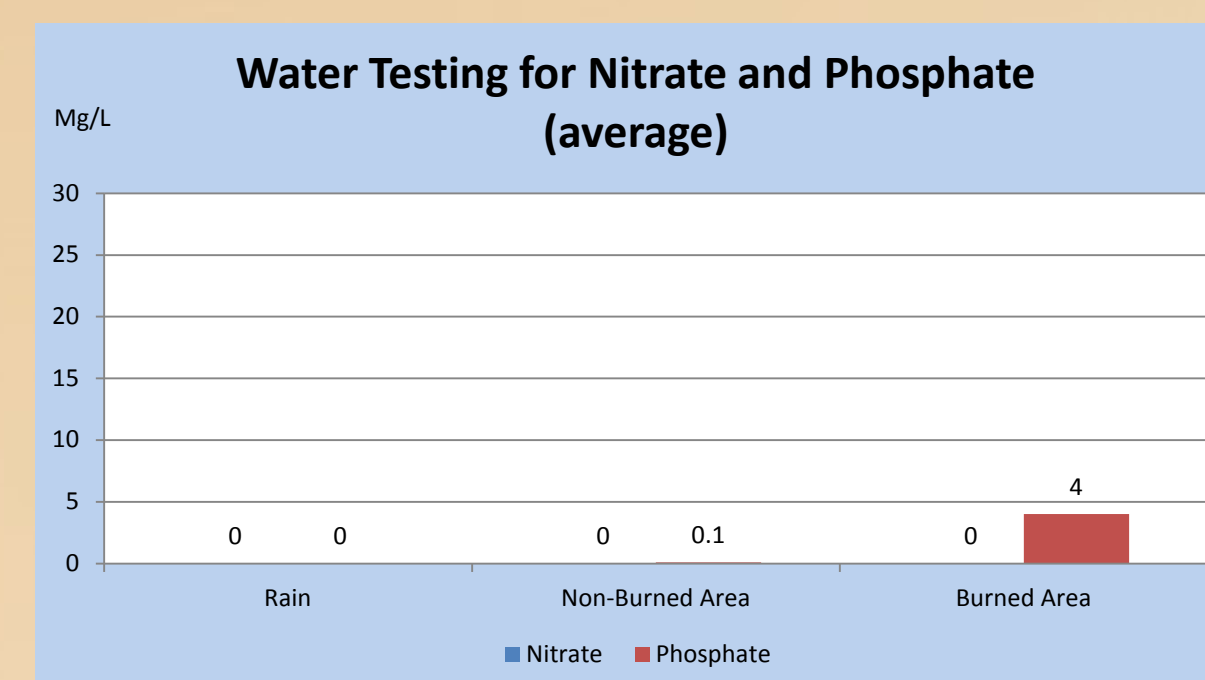 Water Testing for Nitrate and Phosphate
(average)
Mg/L
30
25
20
15
10
5
0
0 0 0 0.1 0 4
Rain Non-Burned Area Burned Area
Nitrate Phosphate